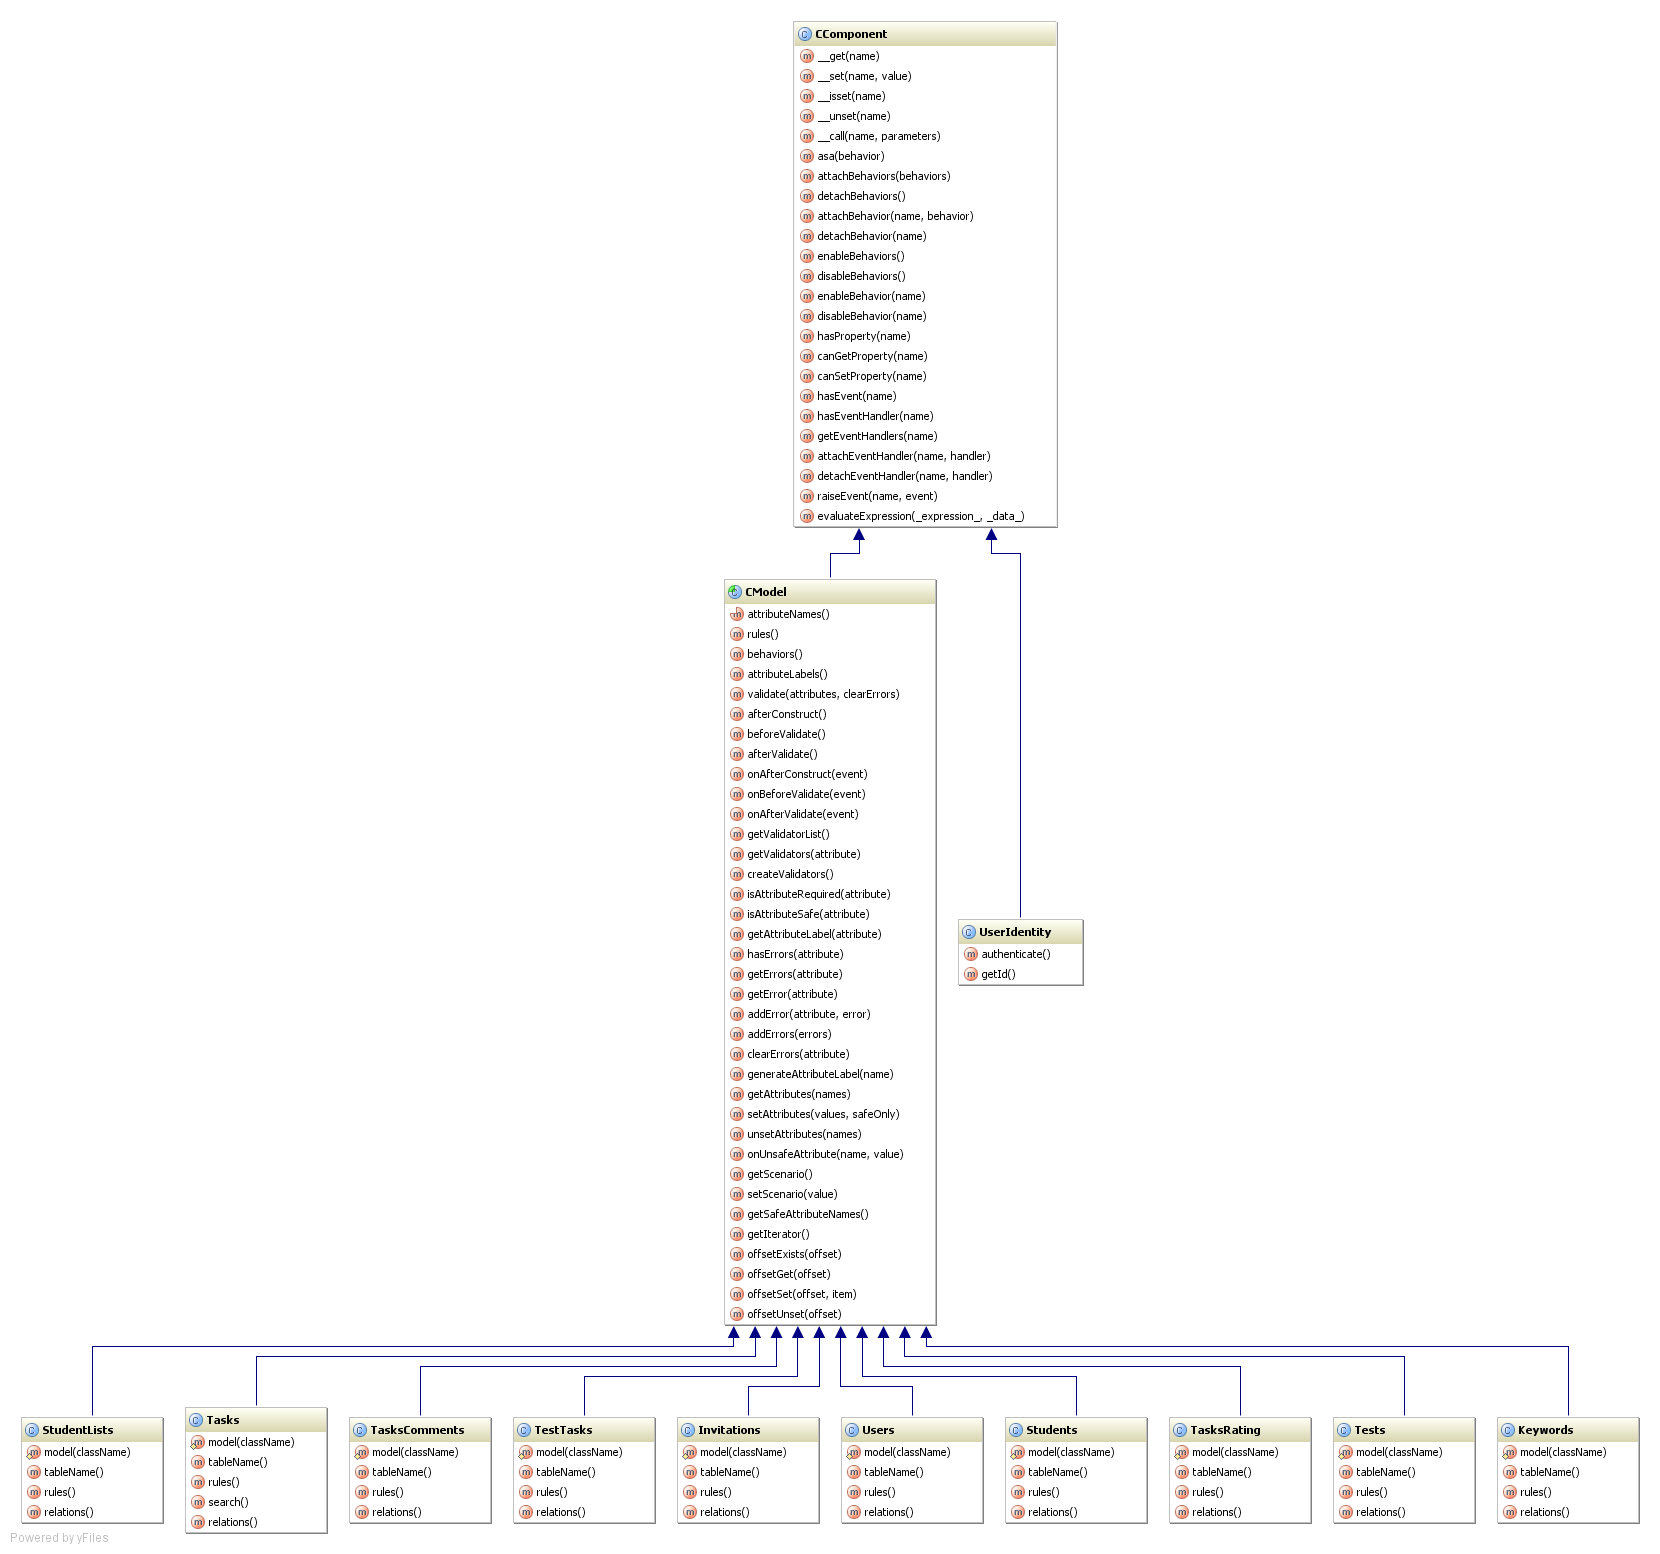 CComponent
__get(name)
__set(name, value)
__isset(name)
__unset(name)
__call(name, parameters)
asa(behavior)
attachBehaviors(behaviors)
detachBehaviors()
attachBehavior(name, behavior)
detachBehavior(name)
enableBehaviors()
disableBehaviors()
enableBehavior(name)
disableBehavior(name)
hasProperty(name)
canGetProperty(name)
canSetProperty(name)
hasEvent(name)
hasEventHandler(name)
getEventHandlers(name)
attachEventHandler(name, handler)
detachEventHandler(name, handler)
raiseEvent(name, event)
evaluateExpression(_expression_, _data_)
CModel
attributeNames()
rules()
behaviors()
attributeLabels()
validate(attributes, clearErrors)
afterConstruct()
beforeValidate()
afterValidate()
onAfterConstruct(event)
onBeforeValidate(event)
onAfterValidate(event)
getValidatorList()
getValidators(attribute)
createValidators()
isAttributeRequired(attribute)
isAttributeSafe(attribute)
getAttributeLabel(attribute)
hasErrors(attribute)
getErrors(attribute)
getError(attribute)
addError(attribute, error)
addErrors(errors)
clearErrors(attribute)
generateAttributeLabel(name)
getAttributes(names)
setAttributes(values, safeOnly)
unsetAttributes(names)
onUnsafeAttribute(name, value)
getScenario()
setScenario(value)
getSafeAttributeNames()
getIterator()
offsetExists(offset)
offsetGet(offset)
offsetSet(offset, item)
offsetUnset(offset)
UserIdentity
authenticate()
getId()
StudentLists
model(className)
tableName()
rules()
relations()
Tasks
model(className)
tableName()
rules()
search()
relations()
TasksComments
model(className)
tableName()
rules()
relations()
TestTasks
model(className)
tableName()
rules()
relations()
Invitations
model(className)
tableName()
rules()
relations()
Users
model(className)
tableName()
rules()
relations()
Students
model(className)
tableName()
rules()
relations()
TasksRating
model(className)
tableName()
rules()
relations()
Tests
model(className)
tableName()
rules()
relations()
Keywords
model(className)
tableName()
rules()
relations()
Powered by yFiles